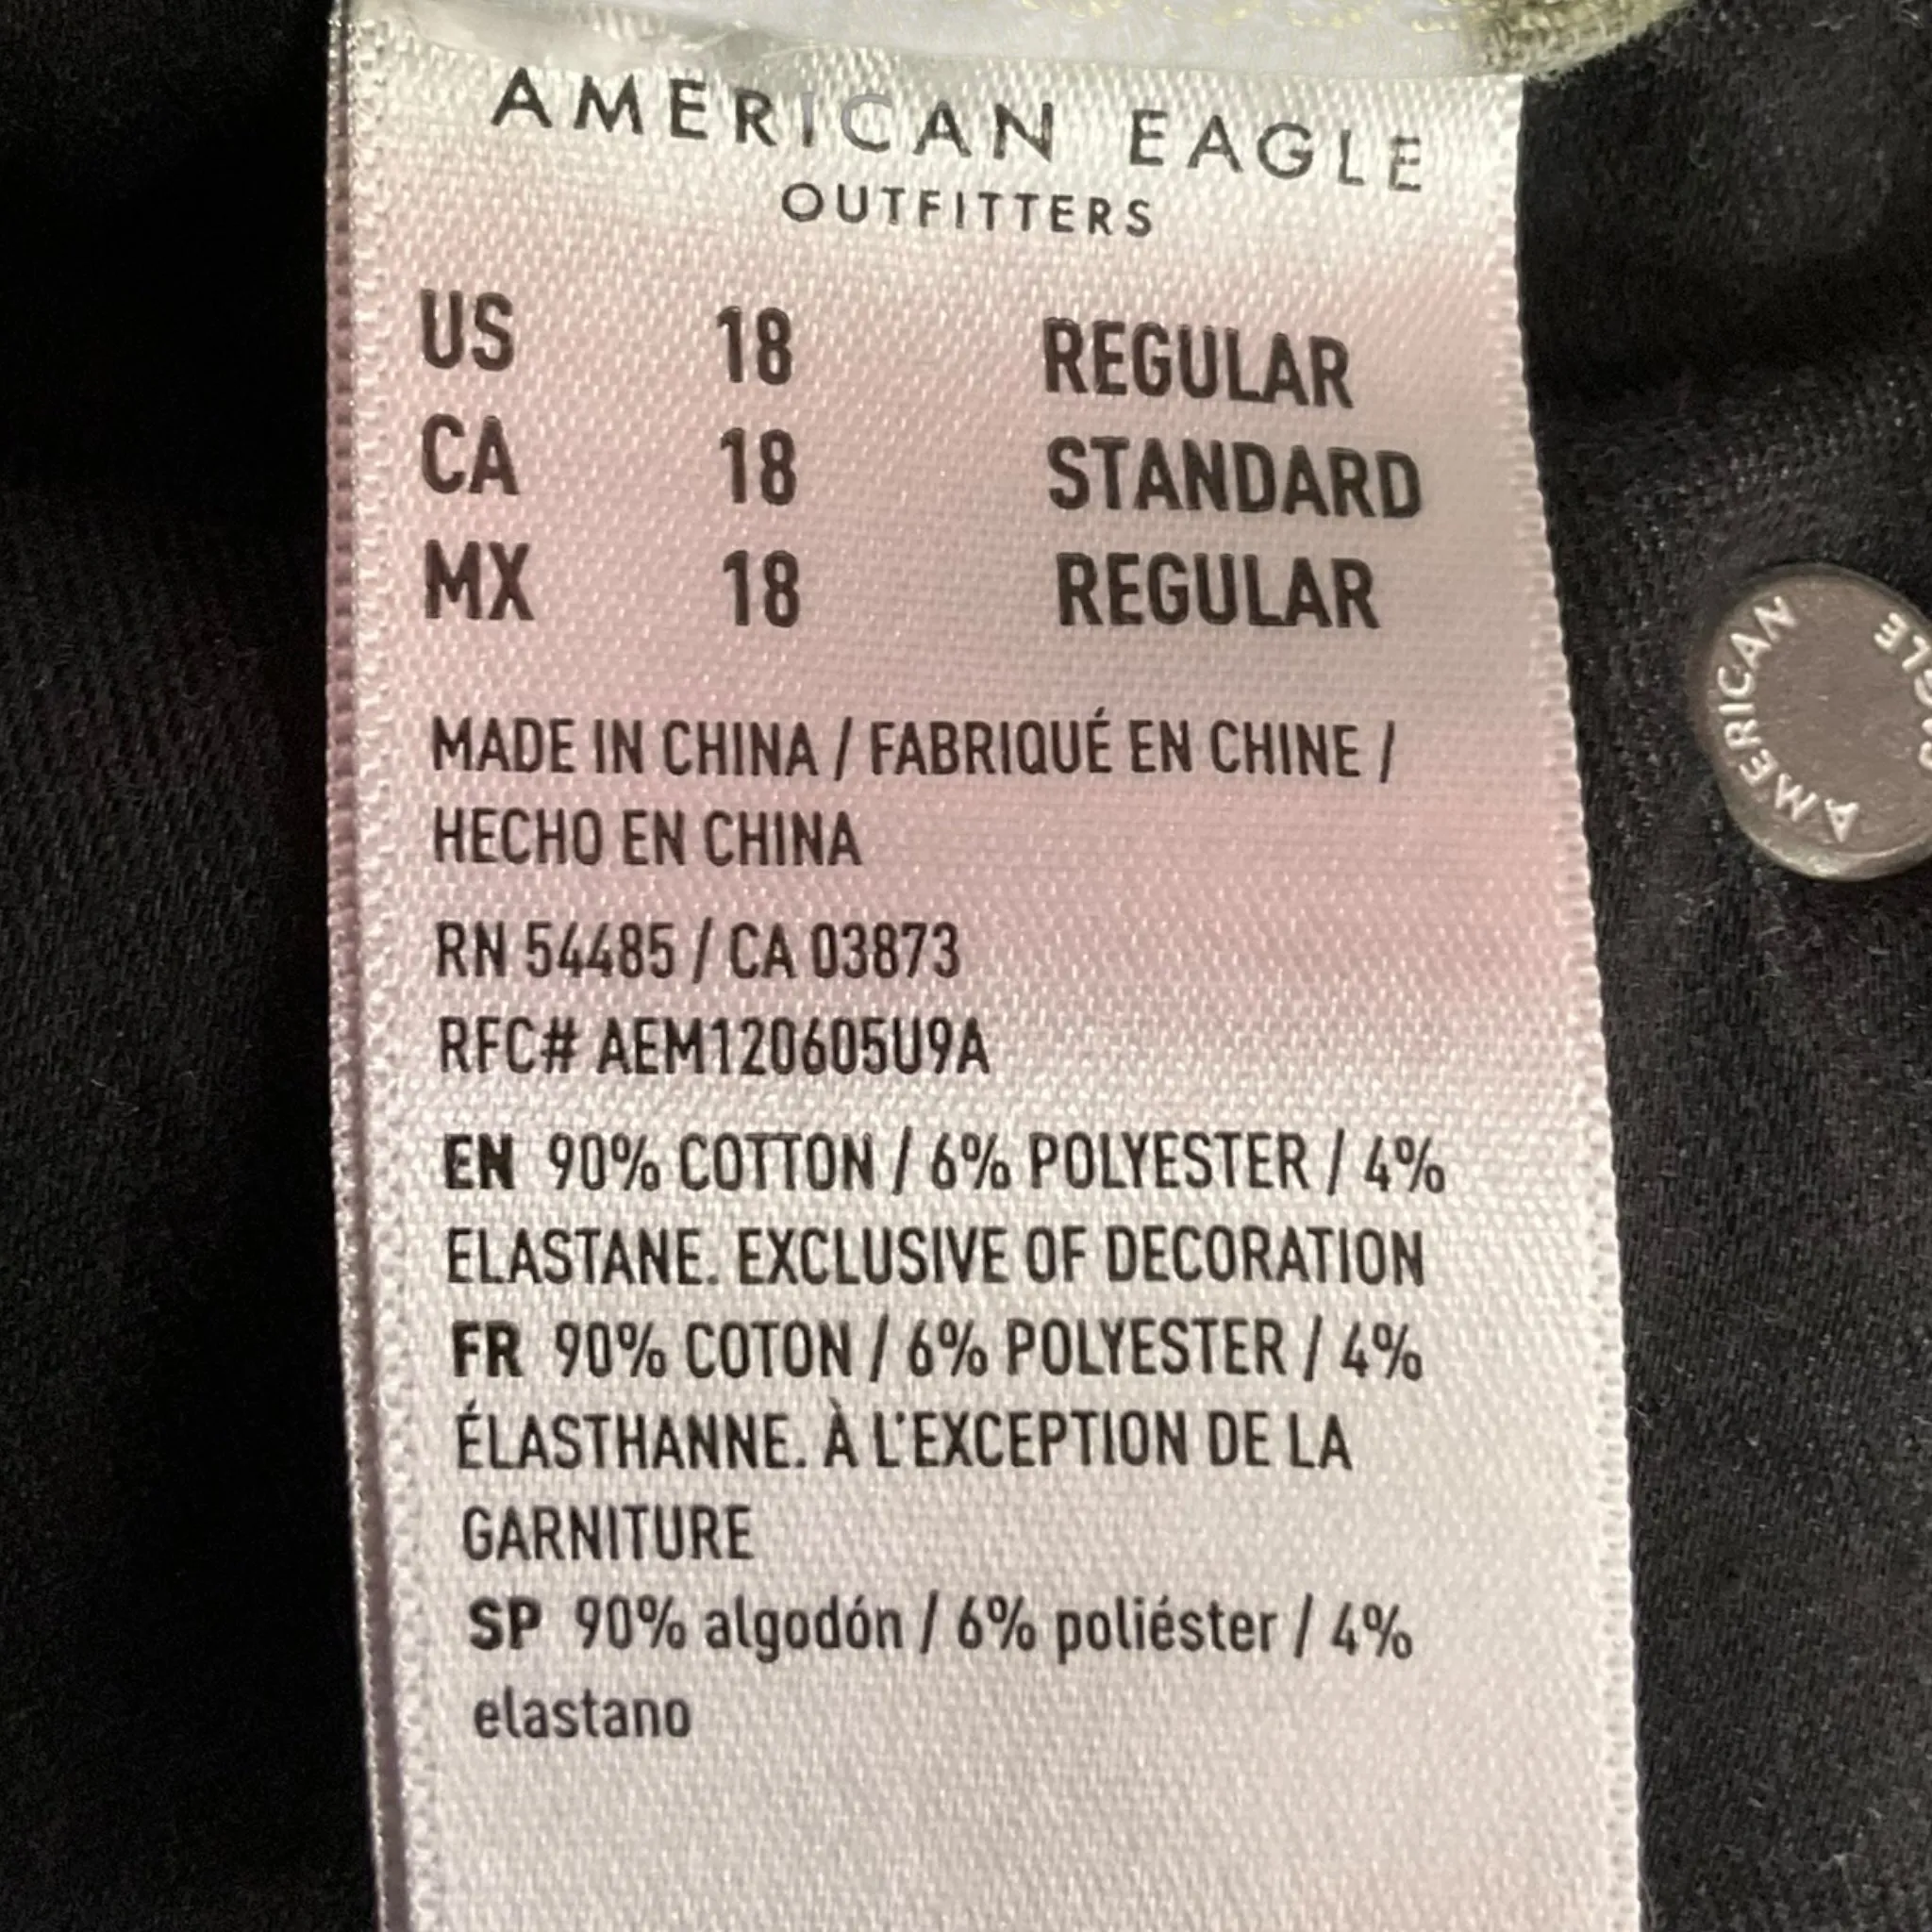 AMERICAN EAGLE
OUTFITTERS
US 18 REGULAR
CA 18 STANDARD
MX 18 REGULAR
MADE IN CHINA / FABRIQUÉ EN CHINE /
HECHO EN CHINA
RN 54485 / CA 03873
RFC# AEM120605U9A
EN 90% COTTON / 6% POLYESTER / 4%
ELASTANE. EXCLUSIVE OF DECORATION
FR 90% COTON / 6% POLYESTER / 4%
ÉLASTHANNE. À L'EXCEPTION DE LA
GARNITURE
SP 90% algodón / 6% poliéster / 4%
elastano
AMERICAN